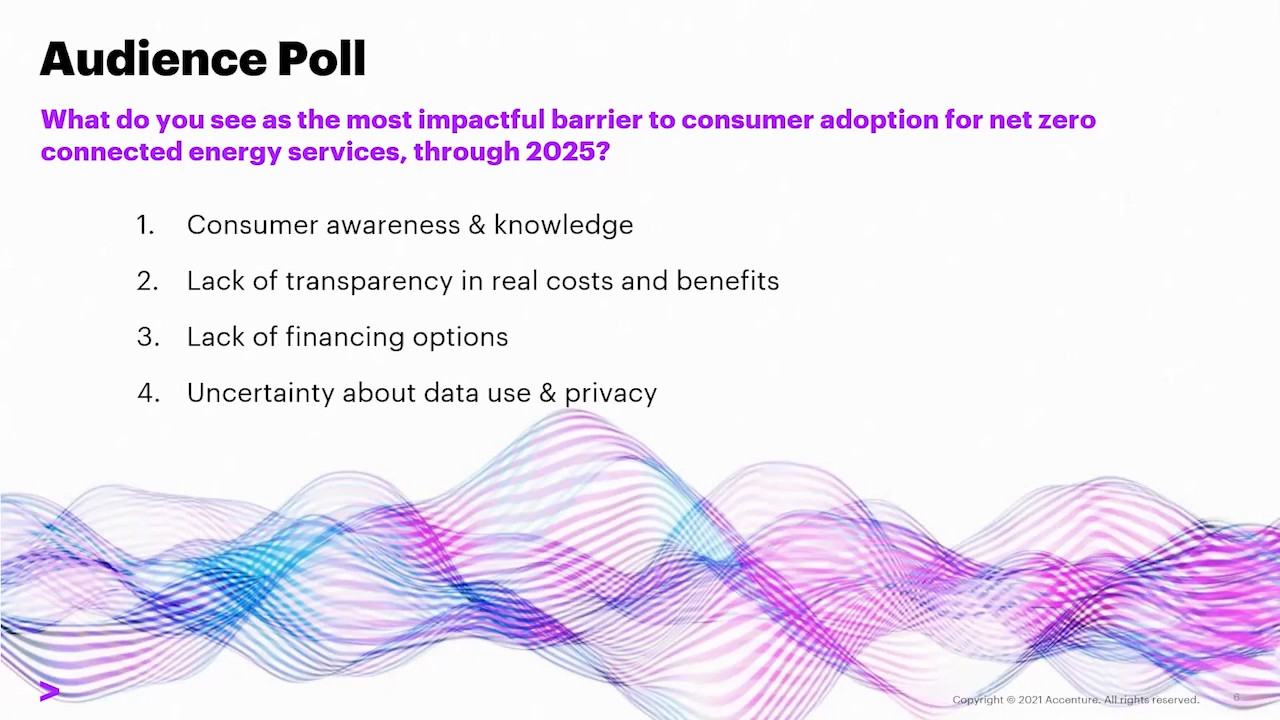 Audience Poll
What do you see as the most impactful barrier to consumer adoption for net zero
connected energy services, through 2025?
1. Consumer awareness & knowledge
2. Lack of transparency in real costs and benefits
3. Lack of financing options
4. Uncertainty about data use & privacy
Copyright © 2021 Accenture. All rights reserved. 6